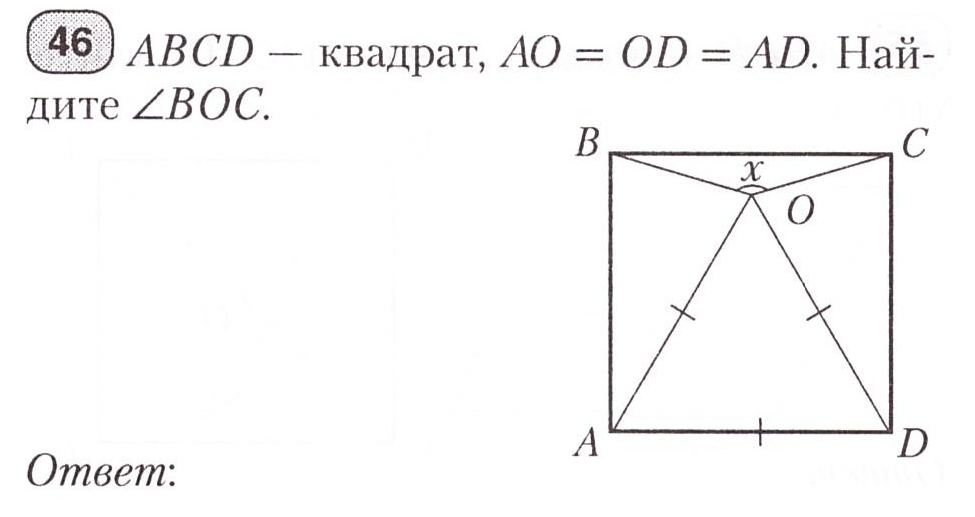 46 ABCD — квадрат, AO = OD = AD. Най-
дите ∠BOC.
B
C
x
O
A
D
Ответ: